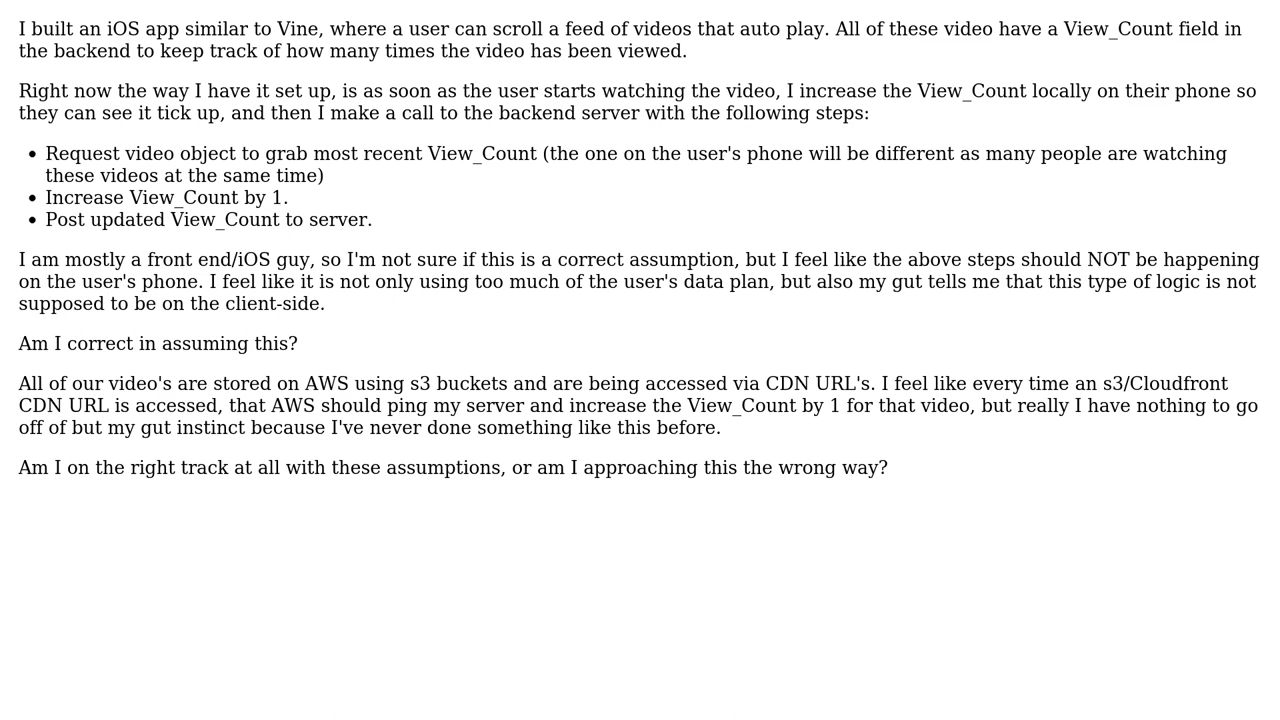 I built an iOS app similar to Vine, where a user can scroll a feed of videos that auto play. All of these video have a View_Count field in
the backend to keep track of how many times the video has been viewed.
Right now the way I have it set up, is as soon as the user starts watching the video, I increase the View_Count locally on their phone so
they can see it tick up, and then I make a call to the backend server with the following steps:
• Request video object to grab most recent View_Count (the one on the user's phone will be different as many people are watching
these videos at the same time)
• Increase View_Count by 1.
• Post updated View_Count to server.
I am mostly a front end/iOS guy, so I'm not sure if this is a correct assumption, but I feel like the above steps should NOT be happening
on the user's phone. I feel like it is not only using too much of the user's data plan, but also my gut tells me that this type of logic is not
supposed to be on the client-side.
Am I correct in assuming this?
All of our video's are stored on AWS using s3 buckets and are being accessed via CDN URL's. I feel like every time an s3/Cloudfront
CDN URL is accessed, that AWS should ping my server and increase the View_Count by 1 for that video, but really I have nothing to go
off of but my gut instinct because I've never done something like this before.
Am I on the right track at all with these assumptions, or am I approaching this the wrong way?